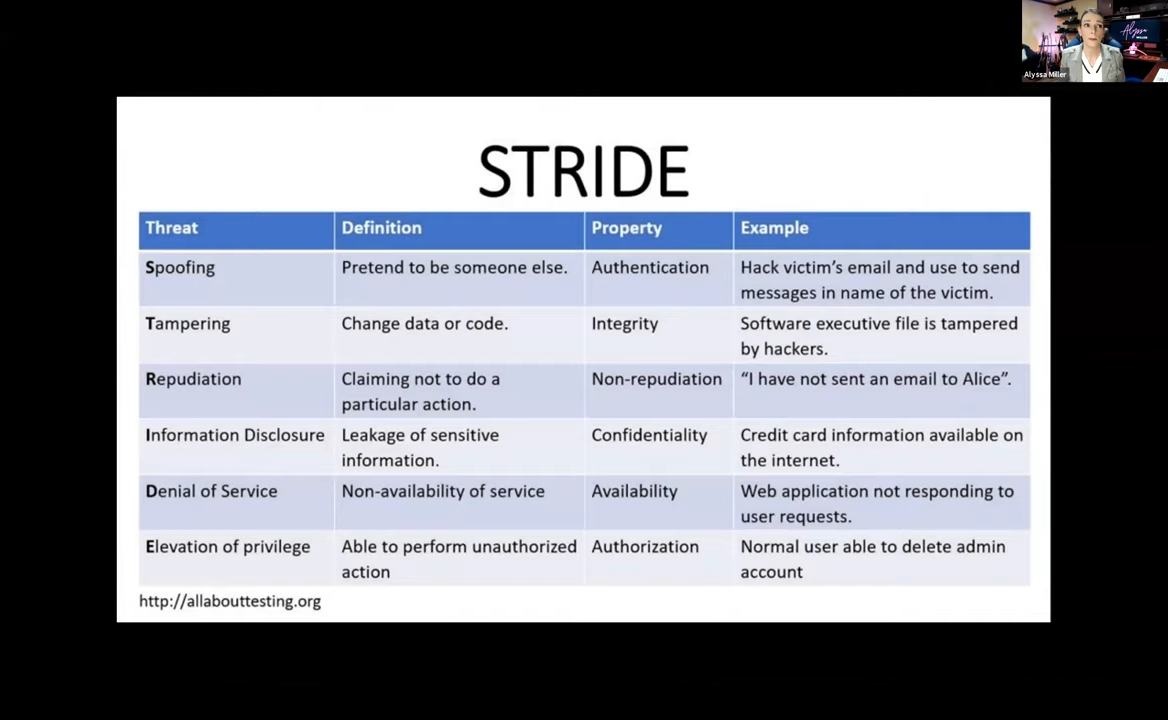 Alyssa
MILLER
Alyssa Miller
STRIDE
Threat Definition Property Example
Spoofing Pretend to be someone else. Authentication Hack victim’s email and use to send
messages in name of the victim.
Tampering Change data or code. Integrity Software executive file is tampered
by hackers.
Repudiation Claiming not to do a Non-repudiation “I have not sent an email to Alice”.
particular action.
Information Disclosure Leakage of sensitive Confidentiality Credit card information available on
information. the internet.
Denial of Service Non-availability of service Availability Web application not responding to
user requests.
Elevation of privilege Able to perform unauthorized Authorization Normal user able to delete admin
action account
http://allabouttesting.org